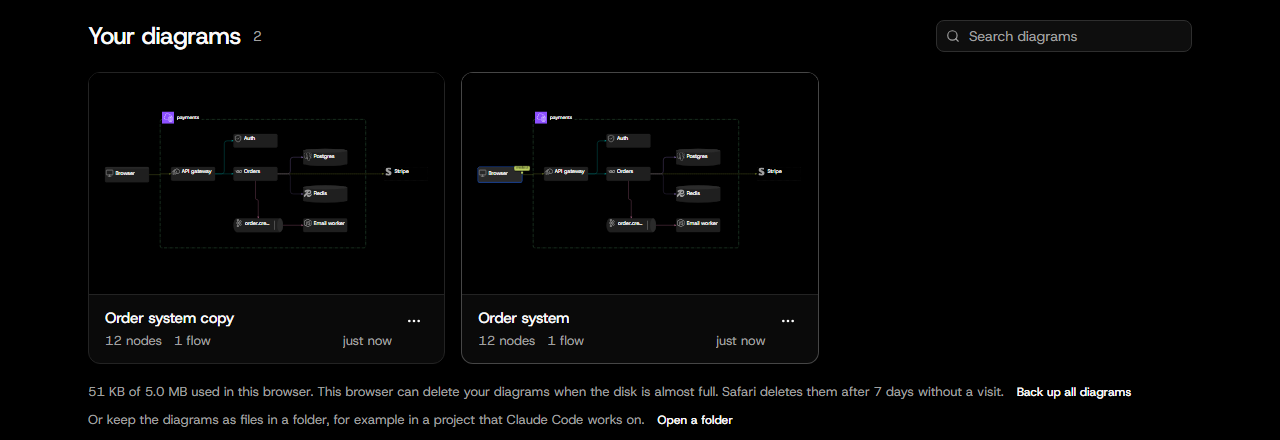 Your diagrams 2
Search diagrams
payments
Auth
Postgres
Browser
API gateway
Orders
Stripe
Redis
order.cre...
Email worker
payments
Auth
Postgres
Browser
API gateway
Orders
Stripe
Redis
order.cre...
Email worker
Order system copy
12 nodes 1 flow just now
Order system
12 nodes 1 flow just now
51 KB of 5.0 MB used in this browser. This browser can delete your diagrams when the disk is almost full. Safari deletes them after 7 days without a visit. Back up all diagrams
Or keep the diagrams as files in a folder, for example in a project that Claude Code works on. Open a folder